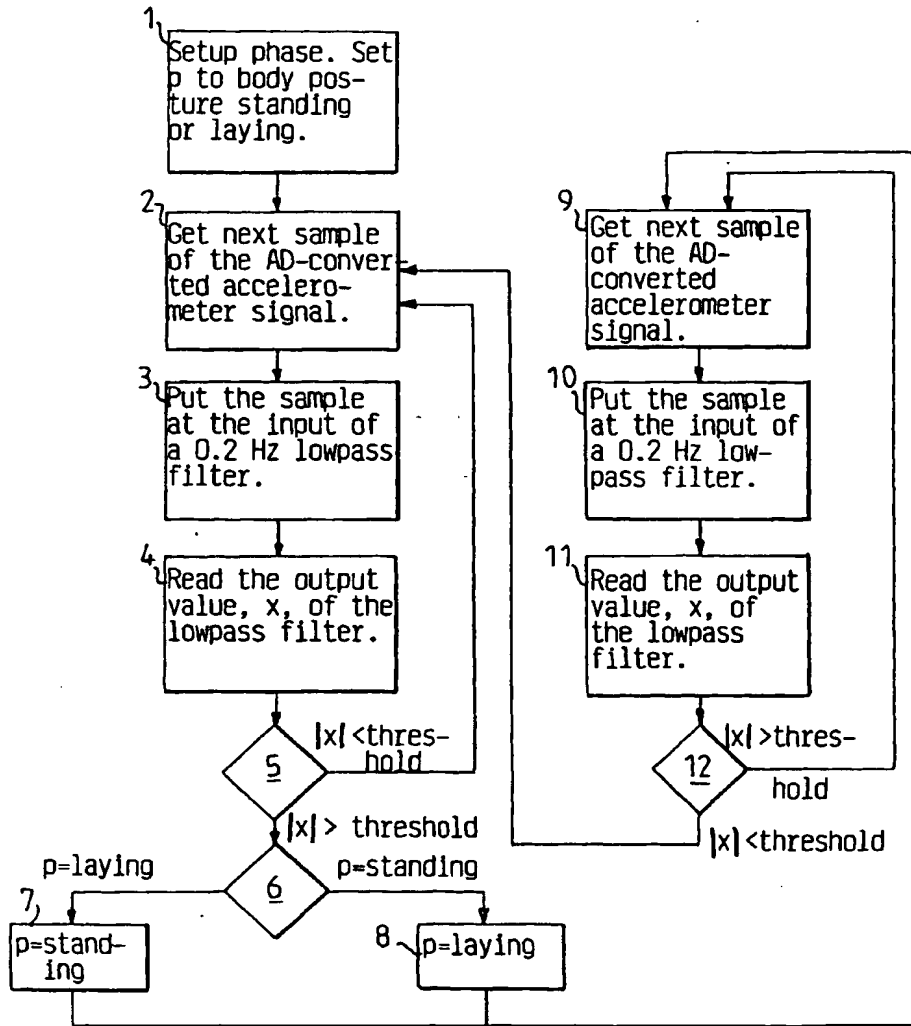 1
Setup phase. Set
p to body pos-
ture standing
or laying.
2
Get next sample
of the AD-conver-
ted accelero-
meter signal.
3
Put the sample
at the input of
a 0.2 Hz lowpass
filter.
4
Read the output
value, x, of the
lowpass filter.
5
|x| <thres-
hold
|x| > threshold
6
p=laying
p=standing
7
p=stand-
ing
8
p=laying
9
Get next sample
of the AD-
converted
accelerometer
signal.
10
Put the sample
at the input of
a 0.2 Hz low-
pass filter.
11
Read the output
value, x, of
the lowpass
filter.
12
|x| >thres-
hold
|x| <threshold